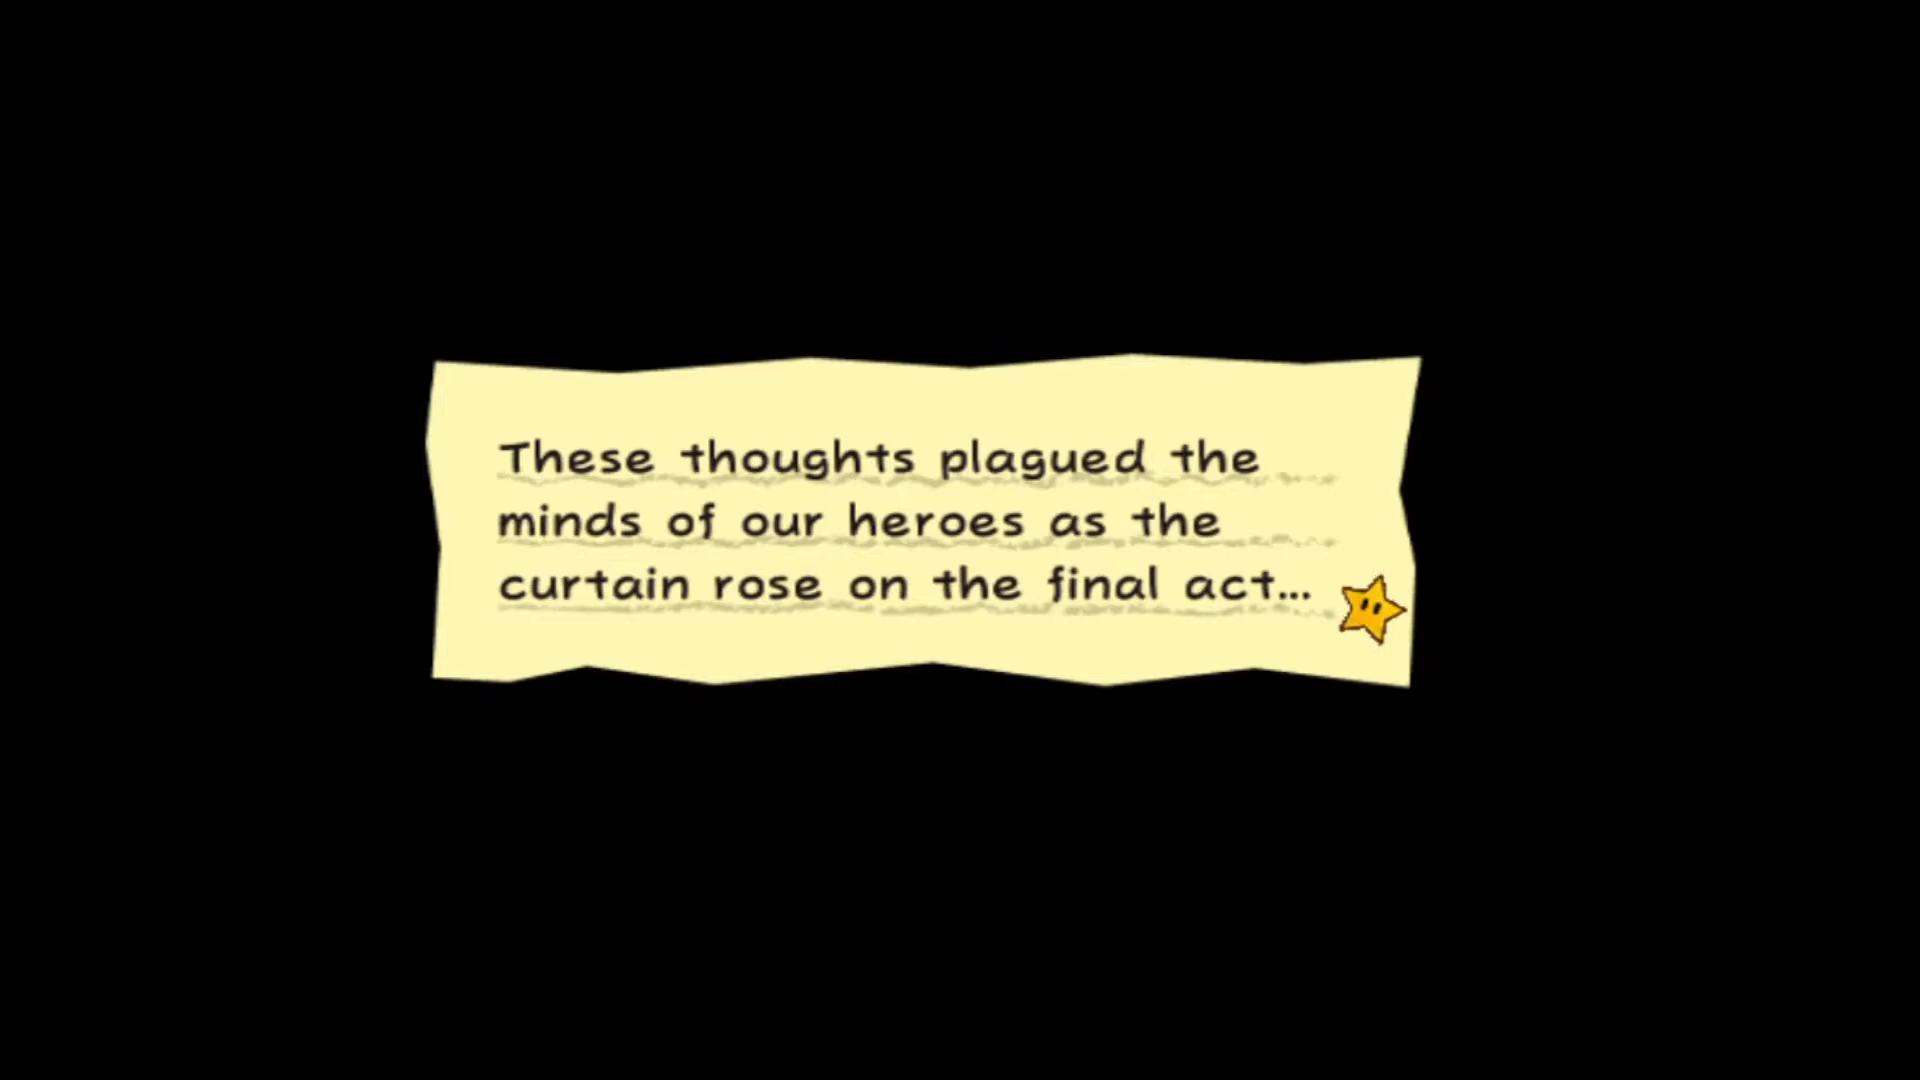 These thoughts plagued the
minds of our heroes as the
curtain rose on the final act...